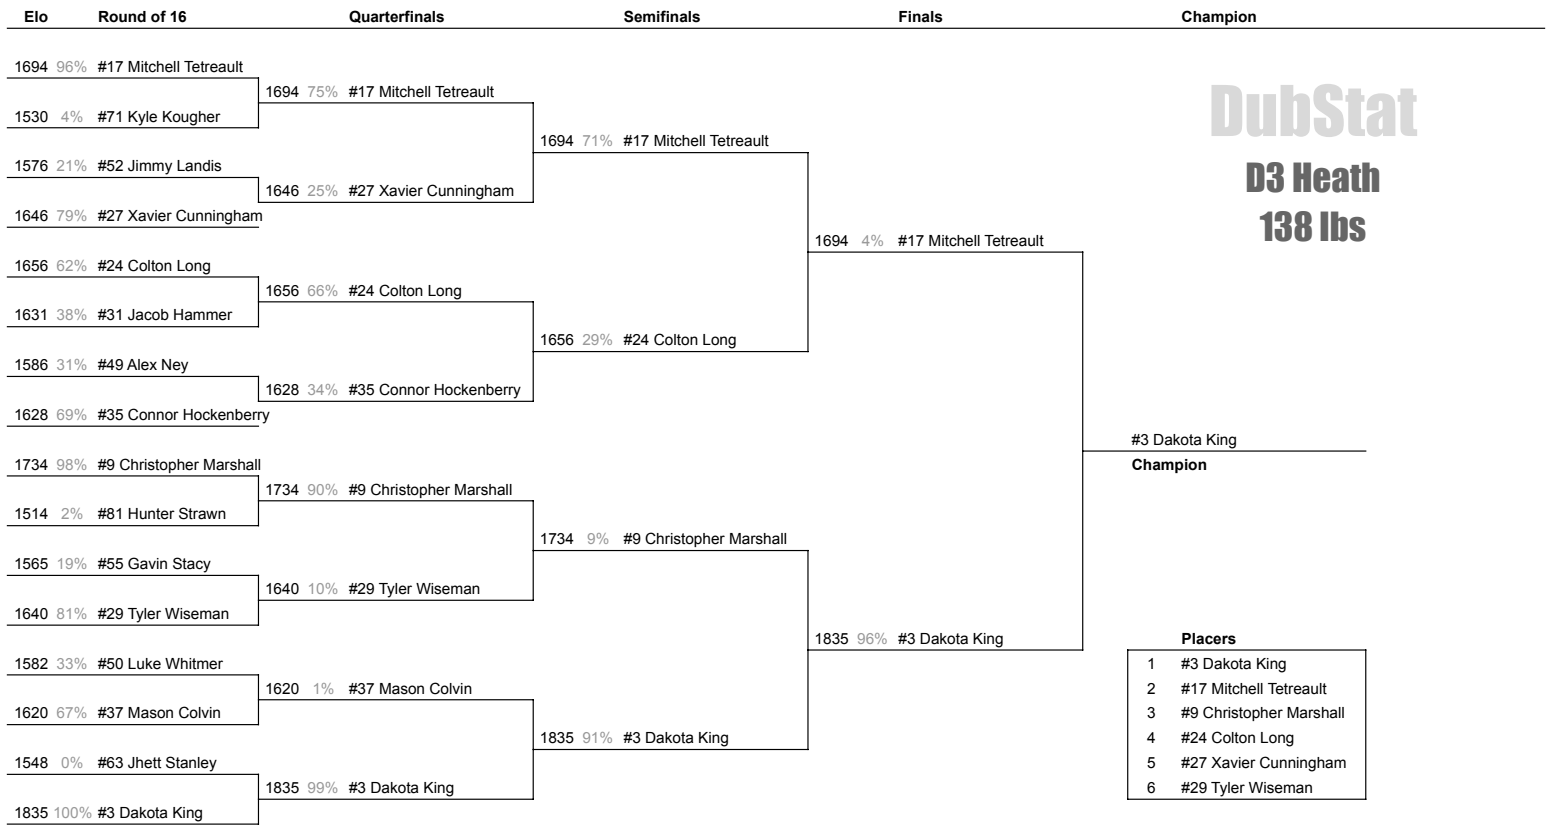 Elo Round of 16 Quarterfinals Semifinals Finals Champion
1694 96% #17 Mitchell Tetreault
DubStat
1694 75% #17 Mitchell Tetreault
1530 4% #71 Kyle Kougher
1694 71% #17 Mitchell Tetreault
1576 21% #52 Jimmy Landis
D3 Heath
1646 25% #27 Xavier Cunningham
1646 79% #27 Xavier Cunningham
138 lbs
1694 4% #17 Mitchell Tetreault
1656 62% #24 Colton Long
1656 66% #24 Colton Long
1631 38% #31 Jacob Hammer
1656 29% #24 Colton Long
1586 31% #49 Alex Ney
1628 34% #35 Connor Hockenberry
1628 69% #35 Connor Hockenberry
#3 Dakota King
1734 98% #9 Christopher Marshall
Champion
1734 90% #9 Christopher Marshall
1514 2% #81 Hunter Strawn
1734 9% #9 Christopher Marshall
1565 19% #55 Gavin Stacy
1640 10% #29 Tyler Wiseman
1640 81% #29 Tyler Wiseman
1835 96% #3 Dakota King
Placers
1582 33% #50 Luke Whitmer
1 #3 Dakota King
1620 1% #37 Mason Colvin
2 #17 Mitchell Tetreault
1620 67% #37 Mason Colvin
3 #9 Christopher Marshall
1835 91% #3 Dakota King
4 #24 Colton Long
1548 0% #63 Jhett Stanley
5 #27 Xavier Cunningham
1835 99% #3 Dakota King
6 #29 Tyler Wiseman
1835 100% #3 Dakota King